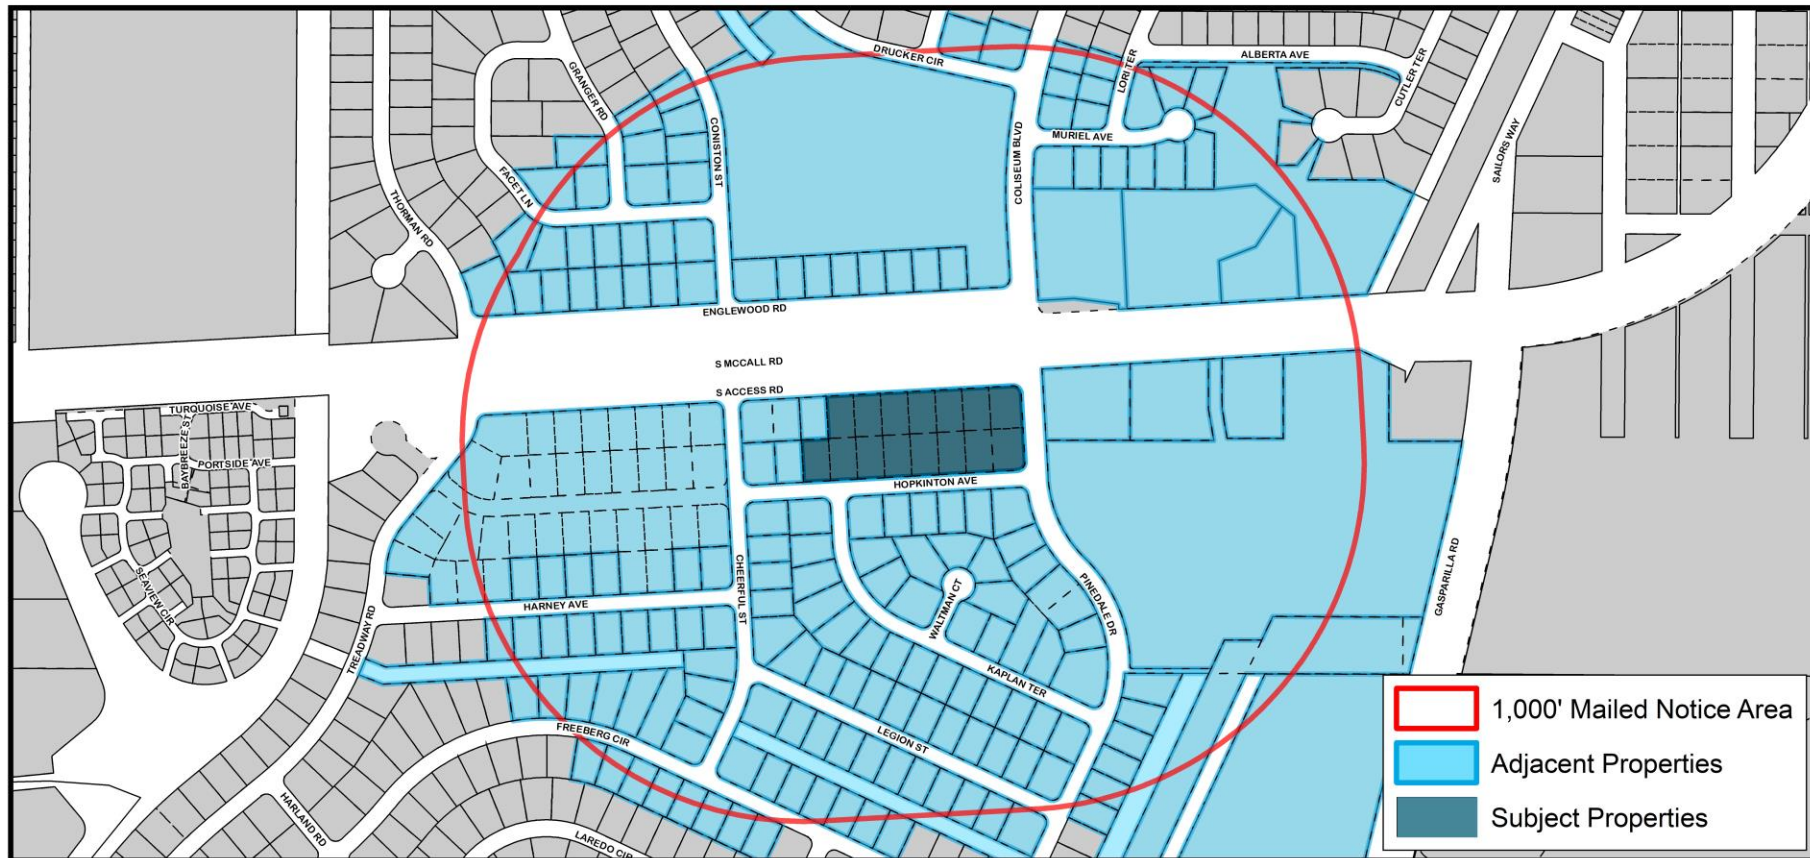 DRUCKER CIR
LORI TER
ALBERTA AVE
CUTLER TER
GRANGER RD
CONISTON ST
COLISEUM BLVD
MURIEL AVE
SAILORS WAY
FACET LN
THORMAN RD
ENGLEWOOD RD
S MCCALL RD
S ACCESS RD
TURQUOISE AVE
BAYBREEZE ST
PORTSIDE AVE
HOPKINTON AVE
SEAVIEW CIR
CHEERFUL ST
HARNEY AVE
WALTMAN CT
PINEDALE DR
GASPARILLA RD
TREADWAY RD
KAPLAN TER
FREEBERG CIR
LEGION ST
HARLAND RD
LAREDO CIR
1,000' Mailed Notice Area
Adjacent Properties
Subject Properties